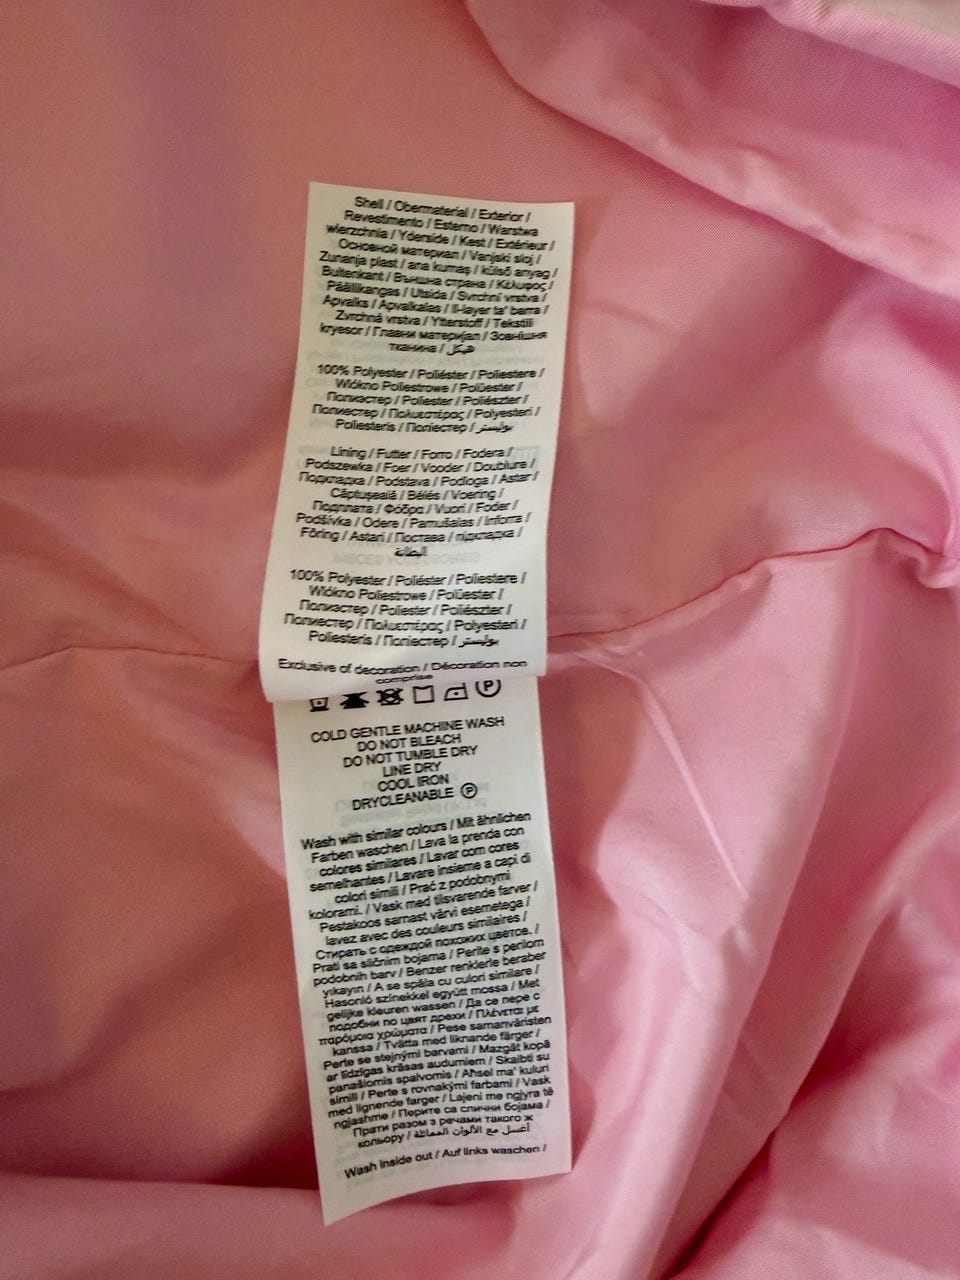 Shell / Obermaterial / Exterior /
Revestimento / Esterno / Warstwa
wierzchnia / Yderside / Kest / Extérieur /
Основной материал / Vanjski sloj /
Zunanja plast / ana kumaş / külső anyag /
Buitenkant / Външна страна / Κέλυφος /
Päällikangas / Utsida / Svrchní vrstva /
Apvalks / Apvalkalas / Il-layer ta' barra /
Zvrchná vrstva / Ytterstoff / Tekstili
kryesor / Главни материјал / Зовнішня
тканина / هيكل
100% Polyester / Poliéster / Poliestere /
Włókno Poliestrowe / Polüester /
Полиэстер / Poliester / Poliészter /
Полиестер / Πολυεστέρας / Polyesteri /
Poliesteris / Поліестер / بوليستر
Lining / Futter / Forro / Fodera /
Podszewka / Foer / Vooder / Doublure /
Подкладка / Podstava / Podloga / Astar /
Căptușeală / Bélés / Voering /
Подплата / Φόδρα / Vuori / Foder /
Podšívka / Odere / Pamušalas / Inforra /
Fôring / Astari / Постава / підкладка /
البطانة
100% Polyester / Poliéster / Poliestere /
Włókno Poliestrowe / Polüester /
Полиэстер / Poliester / Poliészter /
Полиестер / Πολυεστέρας / Polyesteri /
Poliesteris / Поліестер / بوليستر
Exclusive of decoration / Décoration non
comprise
P
COLD GENTLE MACHINE WASH
DO NOT BLEACH
DO NOT TUMBLE DRY
LINE DRY
COOL IRON
DRYCLEANABLE Ⓟ
Wash with similar colours / Mit ähnlichen
Farben waschen / Lava la prenda con
colores similares / Lavar com cores
semelhantes / Lavare insieme a capi di
colori simili / Prać z podobnymi
kolorami. / Vask med tilsvarende farver /
Pestakoos samast värvi esemetega /
lavez avec des couleurs similaires /
Стирать с одеждой похожих цветов. /
Prati sa sličnim bojama / Perite s perilom
podobnih barv / Benzer renklerle beraber
yıkayın / A se spăla cu culori similare /
Hasonló színekkel együtt mossa / Met
gelijke kleuren wassen / Да се пере с
подобни по цвят дрехи / Πλένεται με
παρόμοια χρώματα / Pese samanväristen
kanssa / Tvätta med liknande färger /
Perte se stejnými barvami / Mazgāt kopā
ar līdzīgas krāsas audumiem / Skalbti su
panašiomis spalvomis / Aħsel ma' kuluri
simili / Perte s rovnakými farbami / Vask
med lignende farger / Lajeni me ngjyra të
ngjashme / Перите са слични бојама /
Прати разом з речами такого ж
кольору / أغسل مع الألوان المماثلة /
Wash inside out / Auf links waschen /